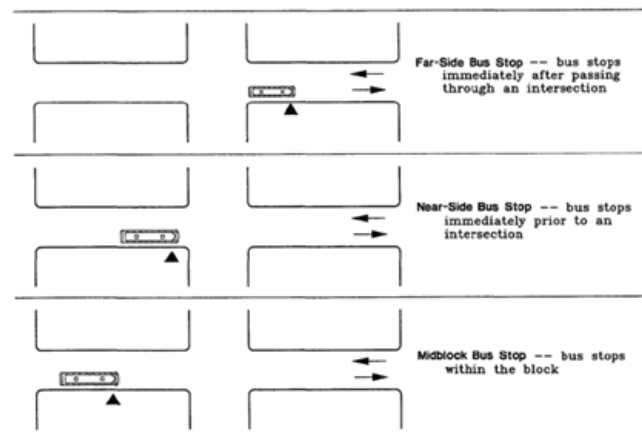 Far-Side Bus Stop -- bus stops
immediately after passing
through an intersection
Near-Side Bus Stop -- bus stops
immediately prior to an
intersection
Midblock Bus Stop -- bus stops
within the block